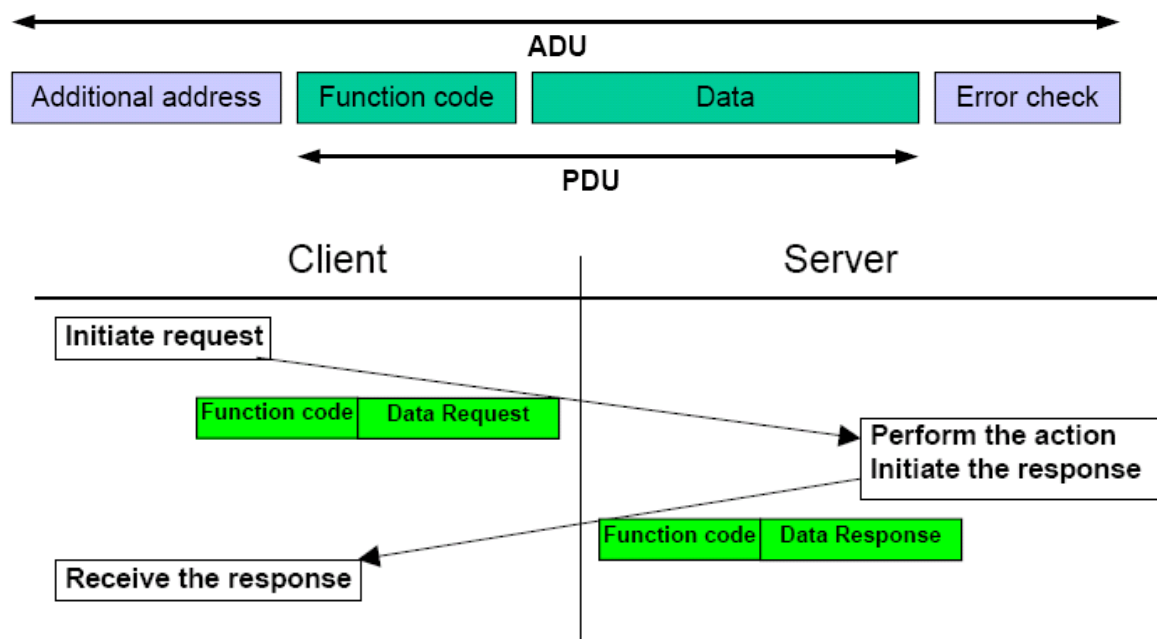 ADU
Additional address
Function code
Data
Error check
PDU
Client
Server
Initiate request
Function code
Data Request
Perform the action
Initiate the response
Function code
Data Response
Receive the response